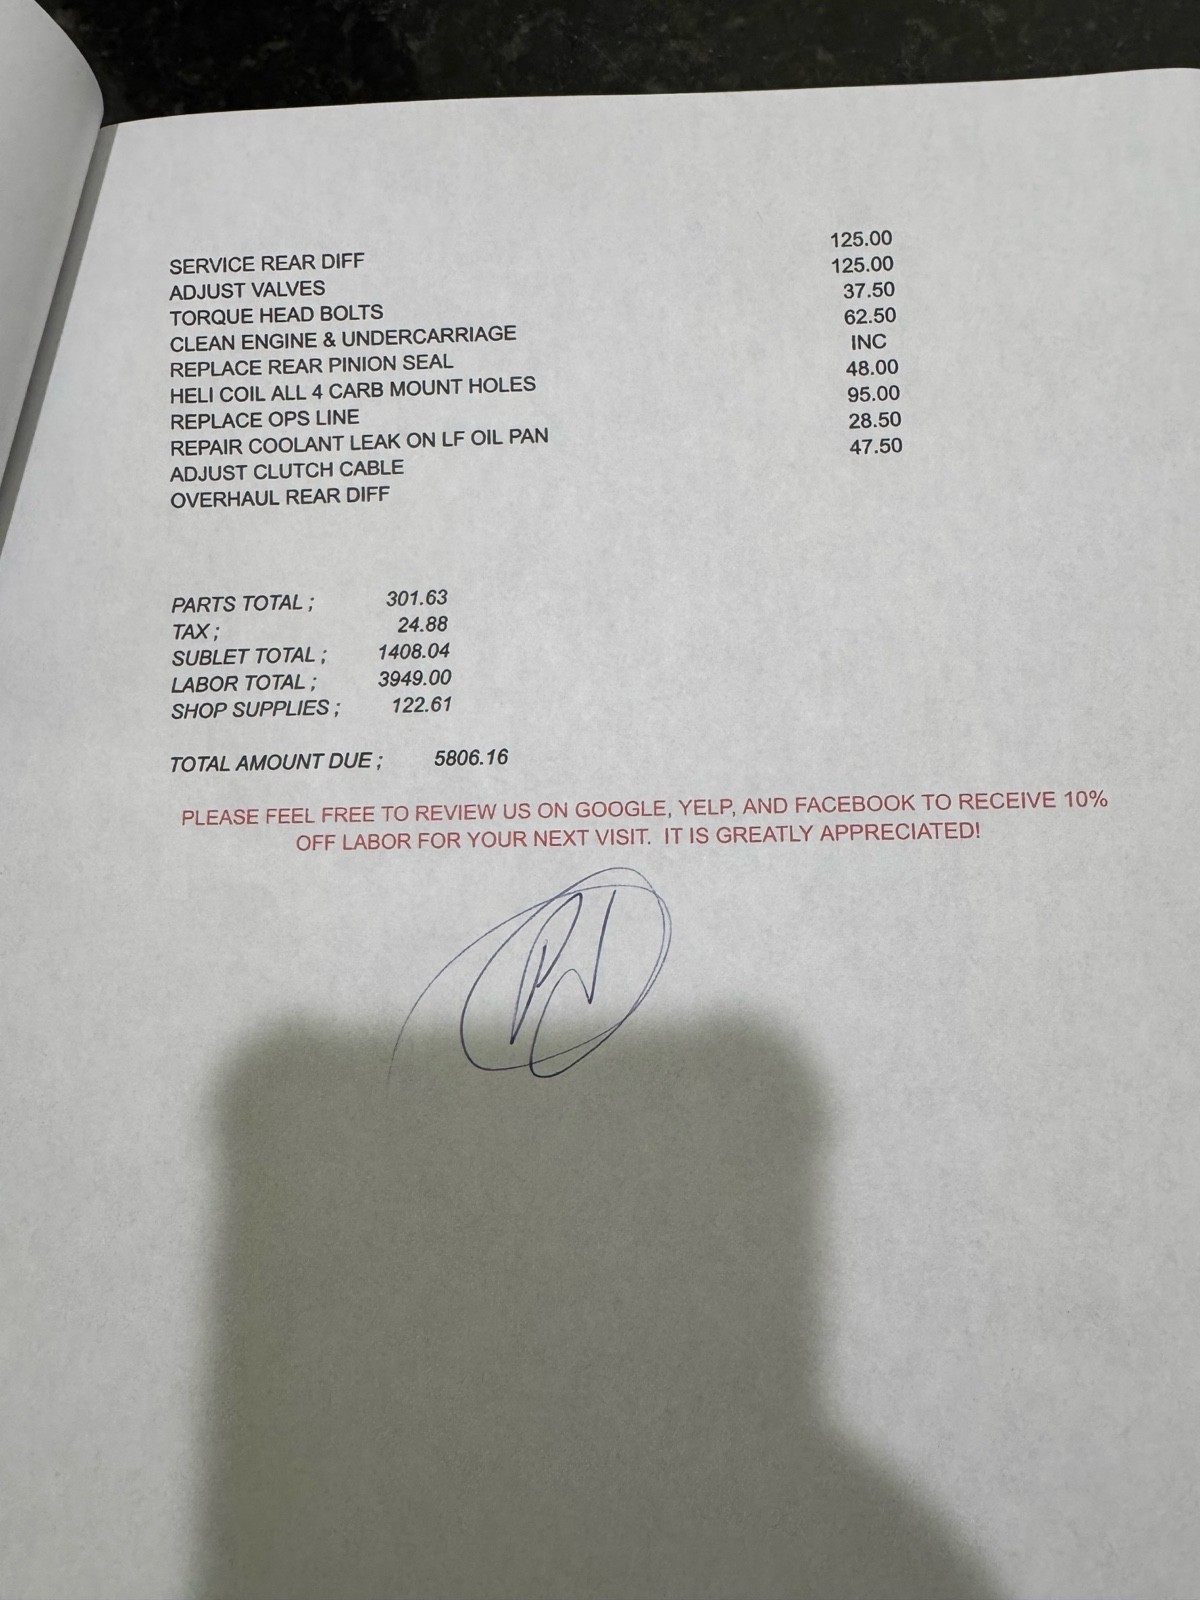 SERVICE REAR DIFF 125.00
ADJUST VALVES 125.00
TORQUE HEAD BOLTS 37.50
CLEAN ENGINE & UNDERCARRIAGE 62.50
REPLACE REAR PINION SEAL INC
HELI COIL ALL 4 CARB MOUNT HOLES 48.00
REPLACE OPS LINE 95.00
REPAIR COOLANT LEAK ON LF OIL PAN 28.50
ADJUST CLUTCH CABLE 47.50
OVERHAUL REAR DIFF
PARTS TOTAL ; 301.63
TAX ; 24.88
SUBLET TOTAL ; 1408.04
LABOR TOTAL ; 3949.00
SHOP SUPPLIES ; 122.61
TOTAL AMOUNT DUE ; 5806.16
PLEASE FEEL FREE TO REVIEW US ON GOOGLE, YELP, AND FACEBOOK TO RECEIVE 10%
OFF LABOR FOR YOUR NEXT VISIT. IT IS GREATLY APPRECIATED!